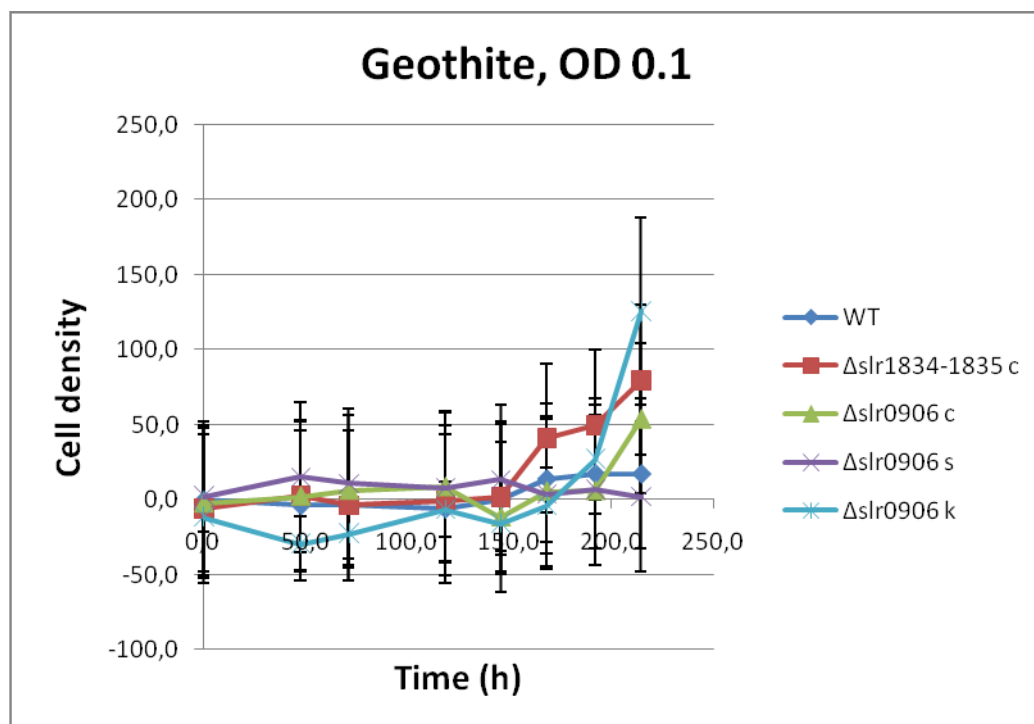 Geothite, OD 0.1
250,0
200,0
150,0
100,0
50,0
0,0
-50,0
-100,0
0,0 50,0 100,0 150,0 200,0 250,0
Cell density
Time (h)
WT
Δslr1834-1835 c
Δslr0906 c
Δslr0906 s
Δslr0906 k